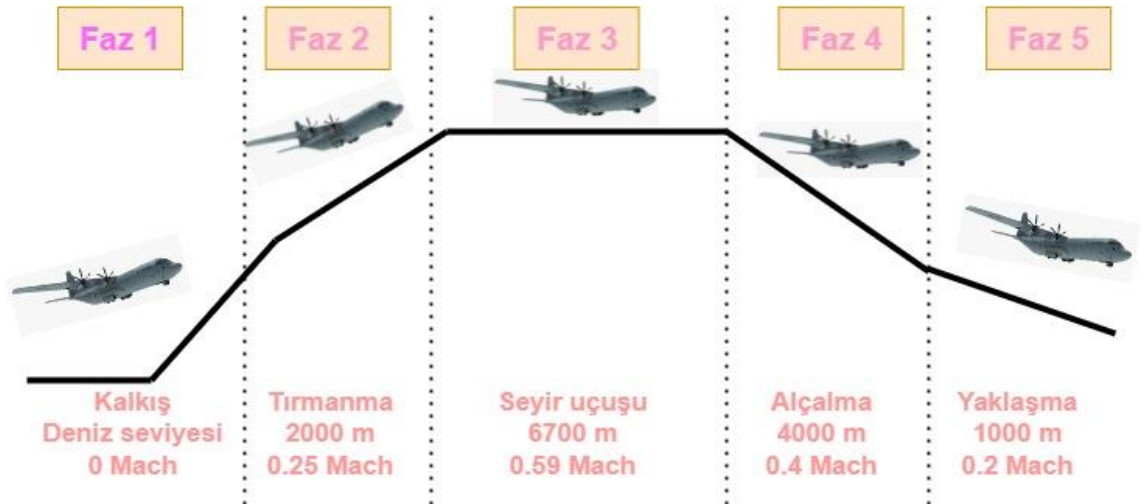 Faz 1
Faz 2
Faz 3
Faz 4
Faz 5
Kalkış
Deniz seviyesi
0 Mach
Tırmanma
2000 m
0.25 Mach
Seyir uçuşu
6700 m
0.59 Mach
Alçalma
4000 m
0.4 Mach
Yaklaşma
1000 m
0.2 Mach